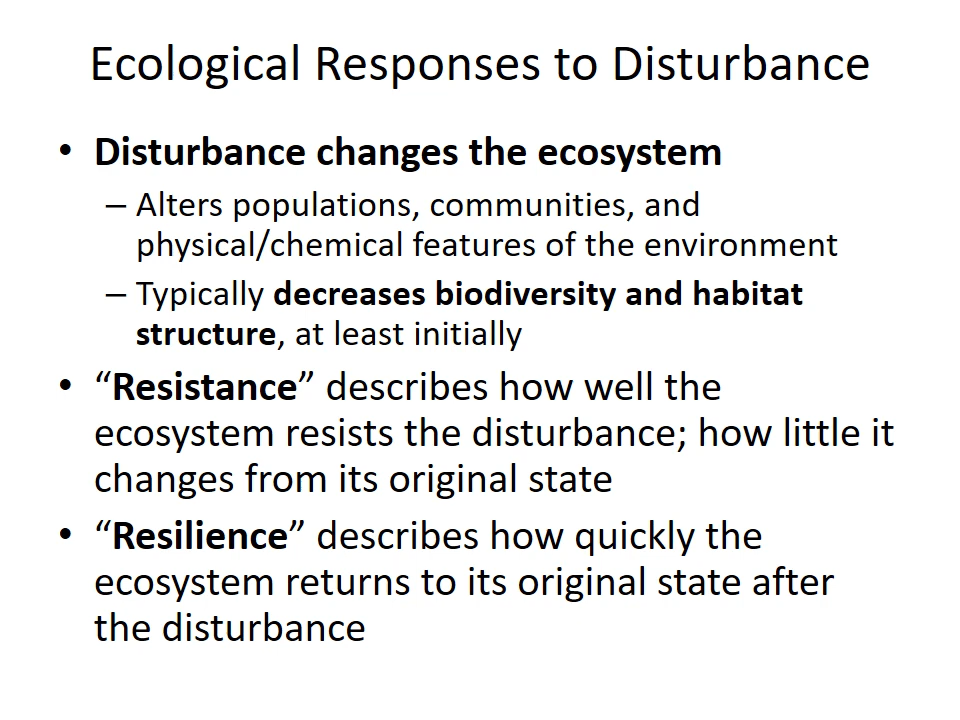 Ecological Responses to Disturbance
• Disturbance changes the ecosystem
– Alters populations, communities, and
physical/chemical features of the environment
– Typically decreases biodiversity and habitat
structure, at least initially
• “Resistance” describes how well the
ecosystem resists the disturbance; how little it
changes from its original state
• “Resilience” describes how quickly the
ecosystem returns to its original state after
the disturbance